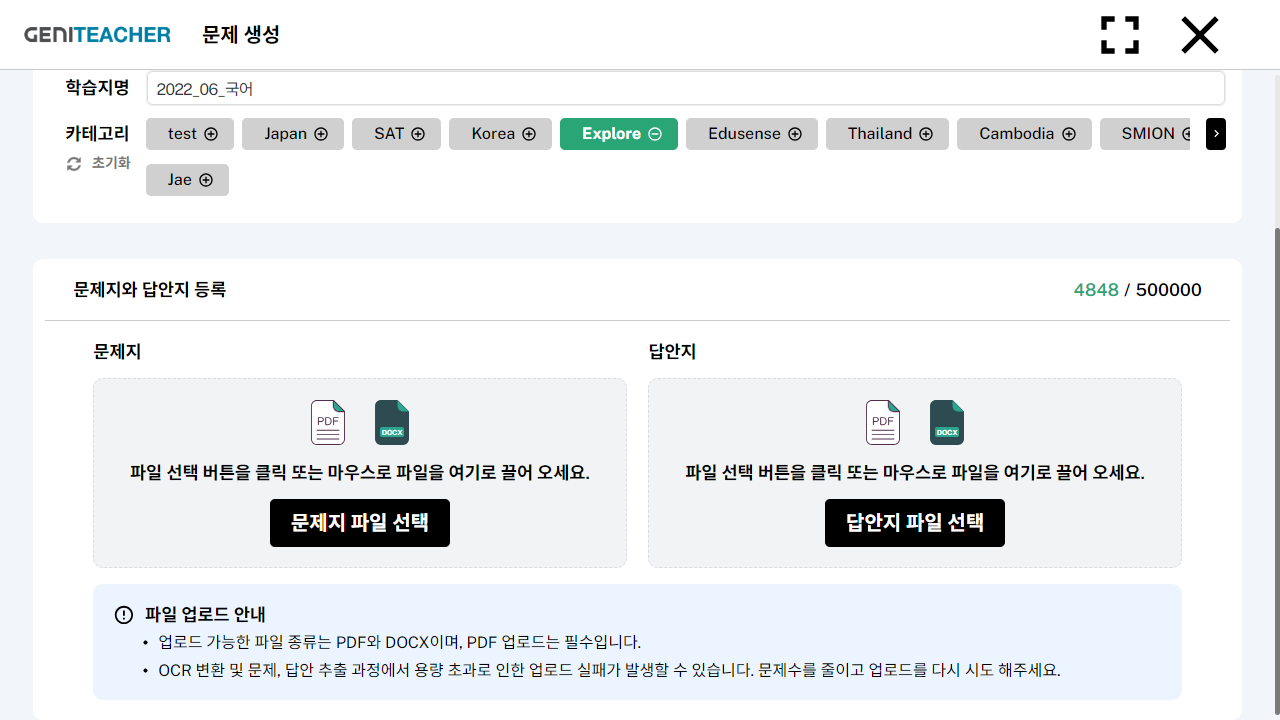 GENITEACHER 문제 생성
학습지명 2022_06_국어
카테고리 test Japan SAT Korea Explore Edusense Thailand Cambodia SMION
초기화
Jae
문제지와 답안지 등록 4848 / 500000
문제지 답안지
PDF DOCX PDF DOCX
파일 선택 버튼을 클릭 또는 마우스로 파일을 여기로 끌어 오세요. 파일 선택 버튼을 클릭 또는 마우스로 파일을 여기로 끌어 오세요.
문제지 파일 선택 답안지 파일 선택
파일 업로드 안내
• 업로드 가능한 파일 종류는 PDF와 DOCX이며, PDF 업로드는 필수입니다.
• OCR 변환 및 문제, 답안 추출 과정에서 용량 초과로 인한 업로드 실패가 발생할 수 있습니다. 문제수를 줄이고 업로드를 다시 시도 해주세요.